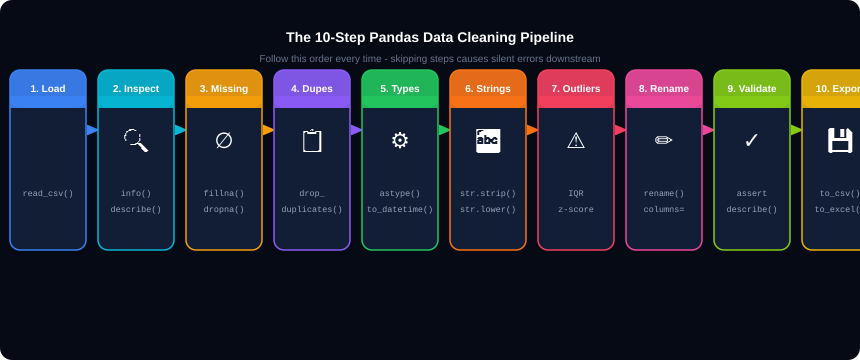 The 10-Step Pandas Data Cleaning Pipeline
Follow this order every time - skipping steps causes silent errors downstream
1. Load
read_csv()
2. Inspect
info()
describe()
3. Missing
fillna()
dropna()
4. Dupes
drop_
duplicates()
5. Types
astype()
to_datetime()
6. Strings
abc
str.strip()
str.lower()
7. Outliers
IQR
z-score
8. Rename
rename()
columns=
9. Validate
assert
describe()
10. Expor
to_csv()
to_excel(